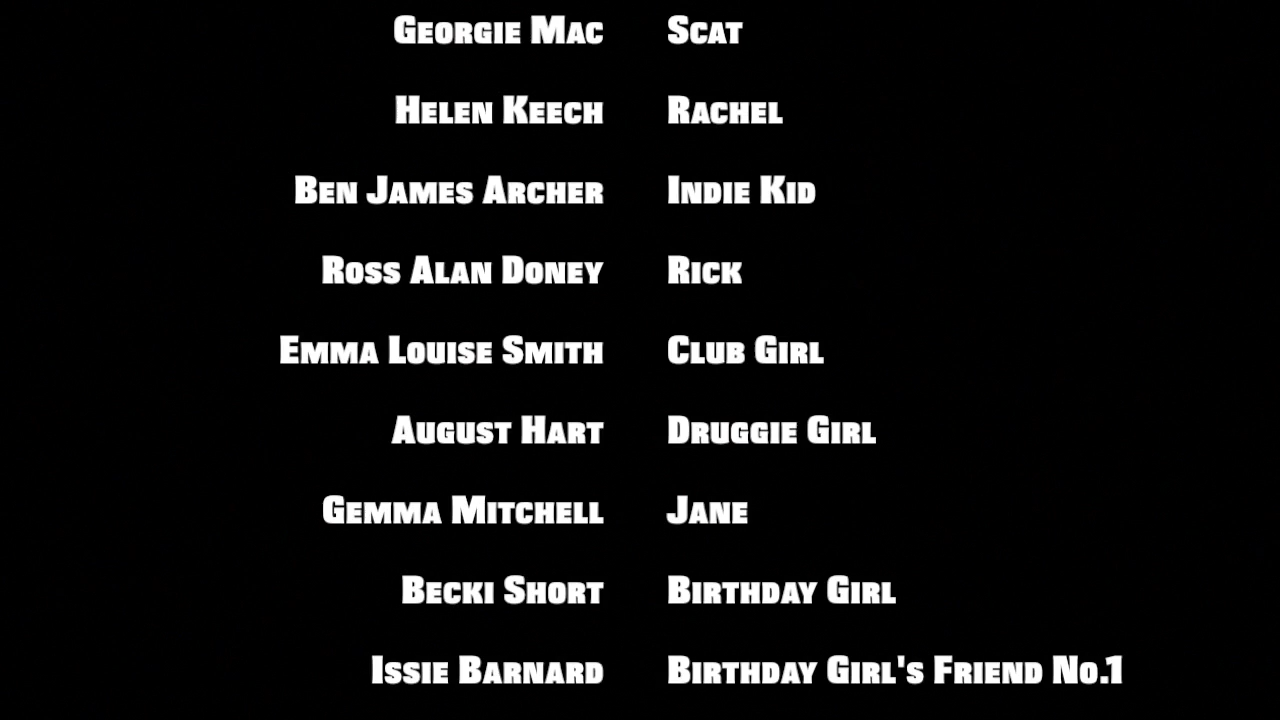 Georgie Mac Scat
Helen Keech Rachel
Ben James Archer Indie Kid
Ross Alan Doney Rick
Emma Louise Smith Club Girl
August Hart Druggie Girl
Gemma Mitchell Jane
Becki Short Birthday Girl
Issie Barnard Birthday Girl's Friend No.1